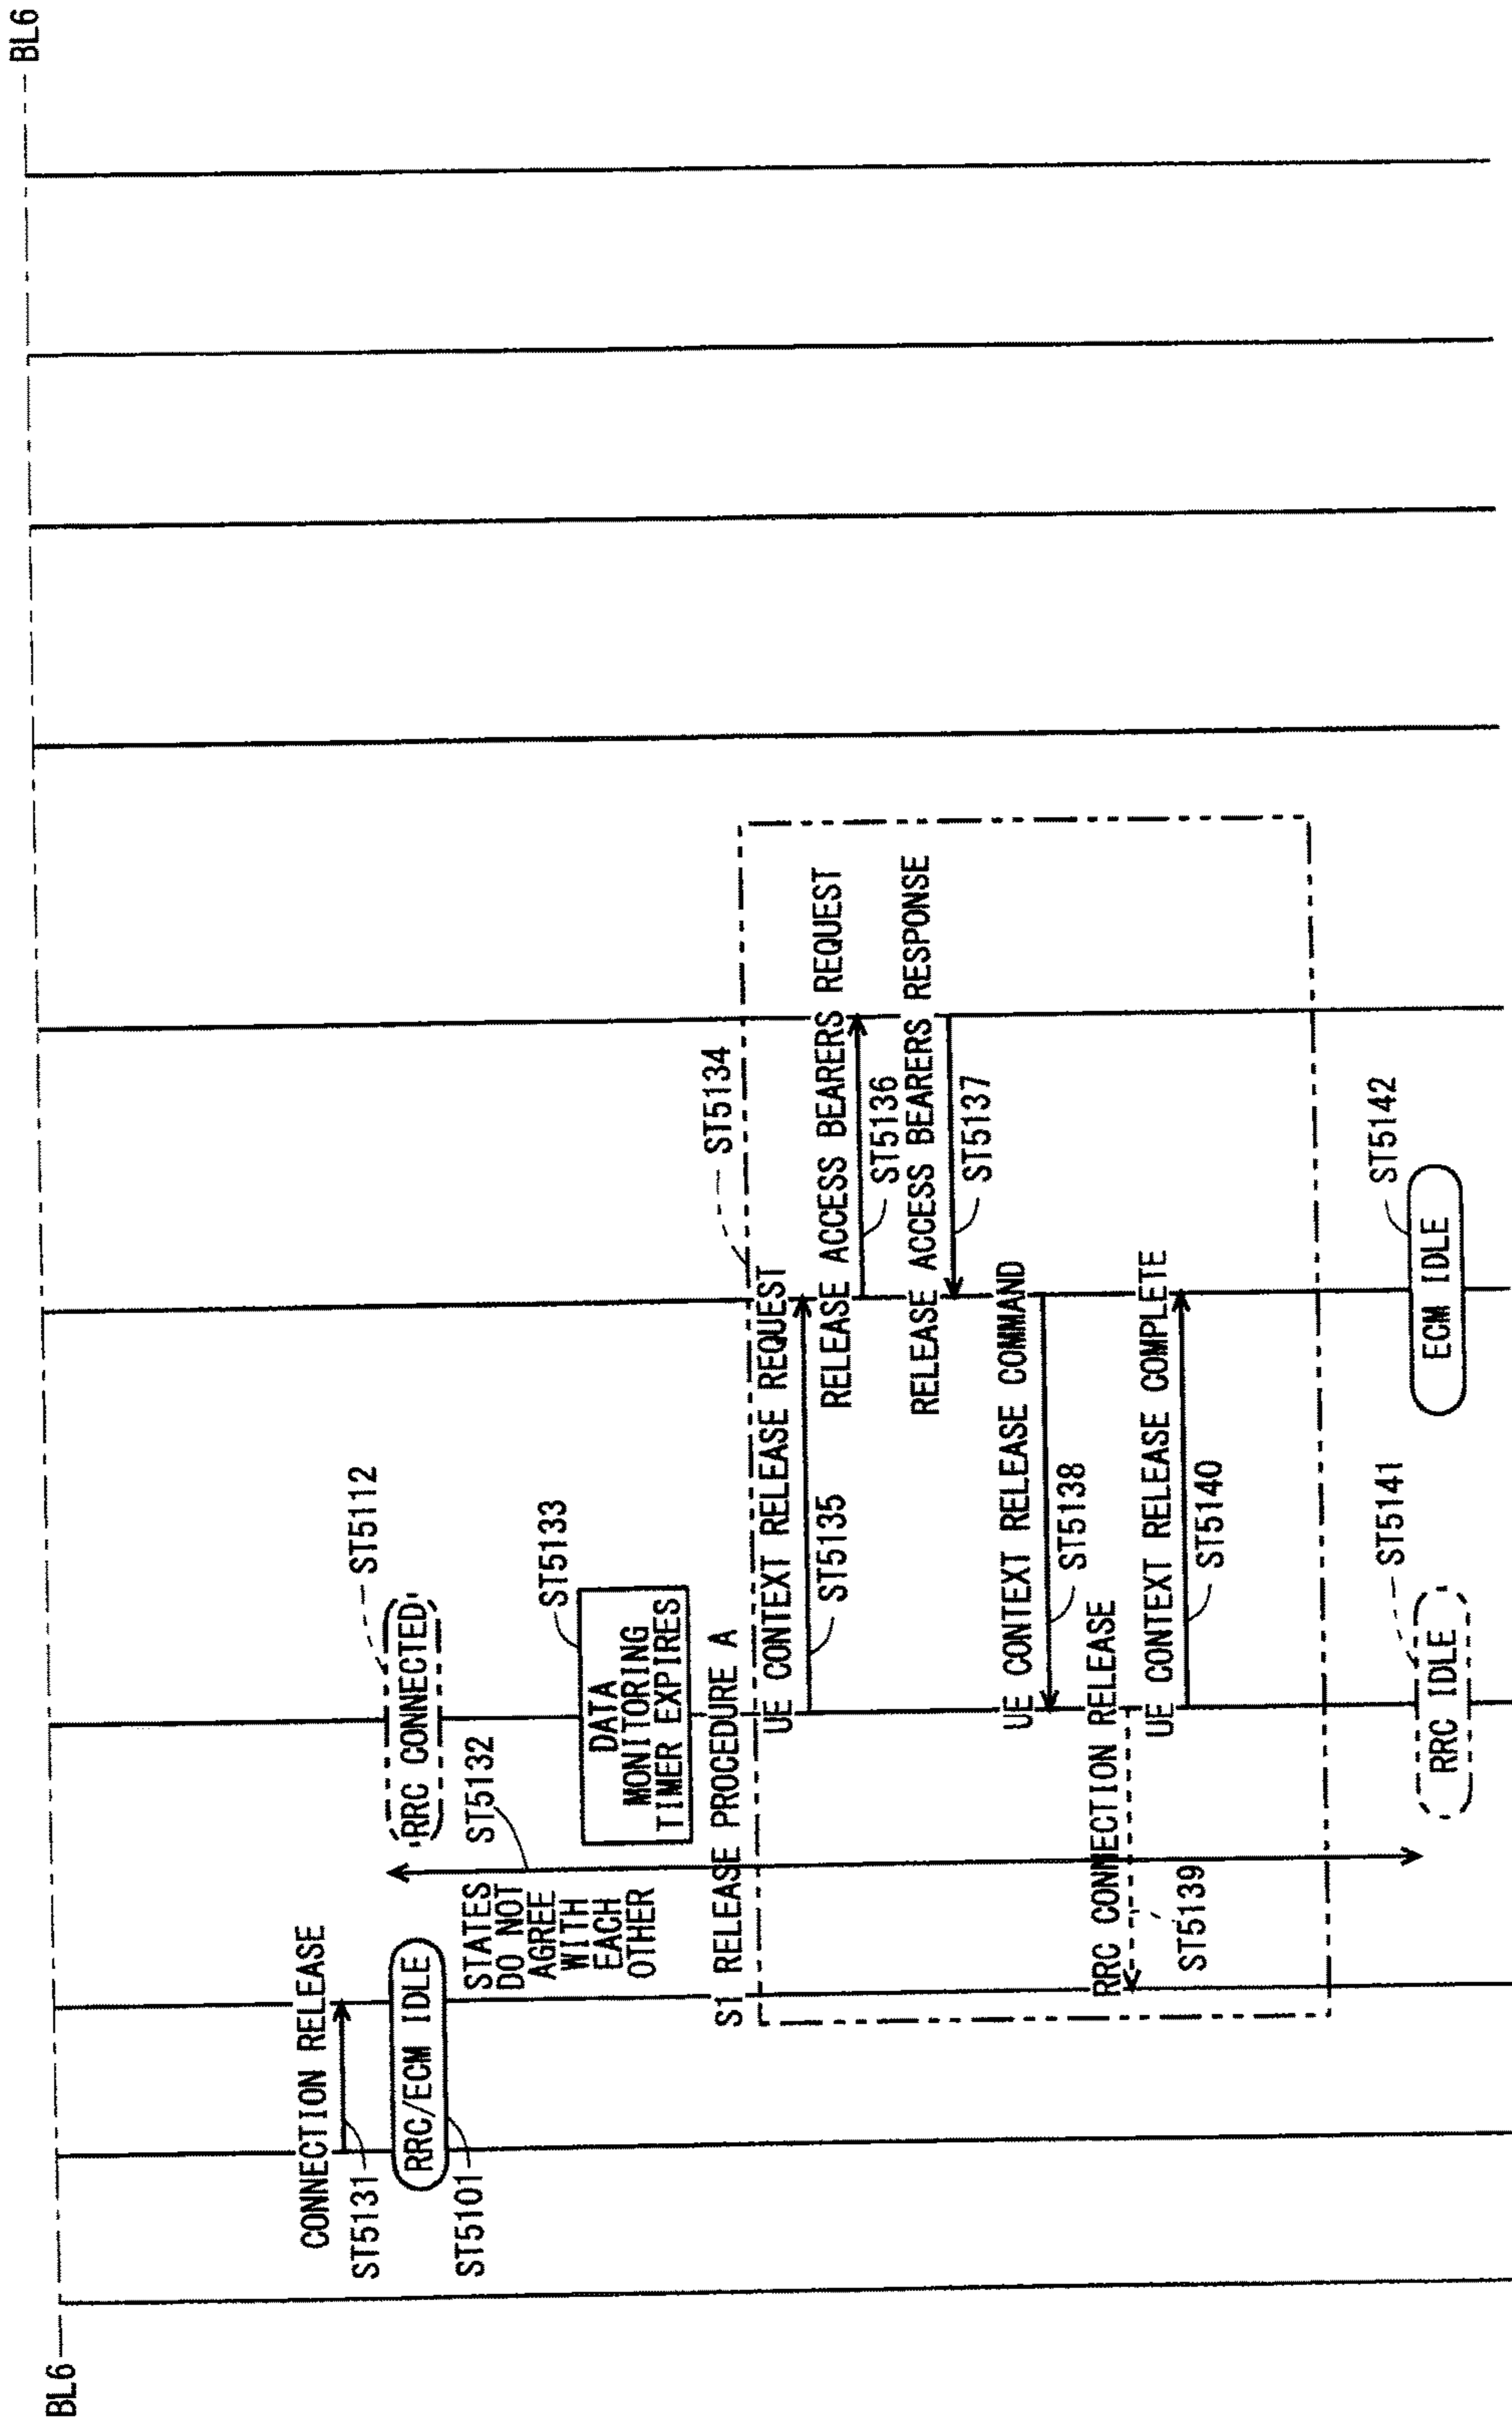 BL6
BL6
CONNECTION RELEASE
ST5131
RRC/ECM IDLE
ST5101
RRC CONNECTED
ST5112
STATES
DO NOT
AGREE
WITH
EACH
OTHER
ST5132
DATA
MONITORING
TIMER EXPIRES
ST5133
S1 RELEASE PROCEDURE A
ST5134
UE CONTEXT RELEASE REQUEST
ST5135
RELEASE ACCESS BEARERS REQUEST
ST5136
RELEASE ACCESS BEARERS RESPONSE
ST5137
UE CONTEXT RELEASE COMMAND
ST5138
RRC CONNECTION RELEASE
ST5139
UE CONTEXT RELEASE COMPLETE
ST5140
RRC IDLE
ST5141
ECM IDLE
ST5142